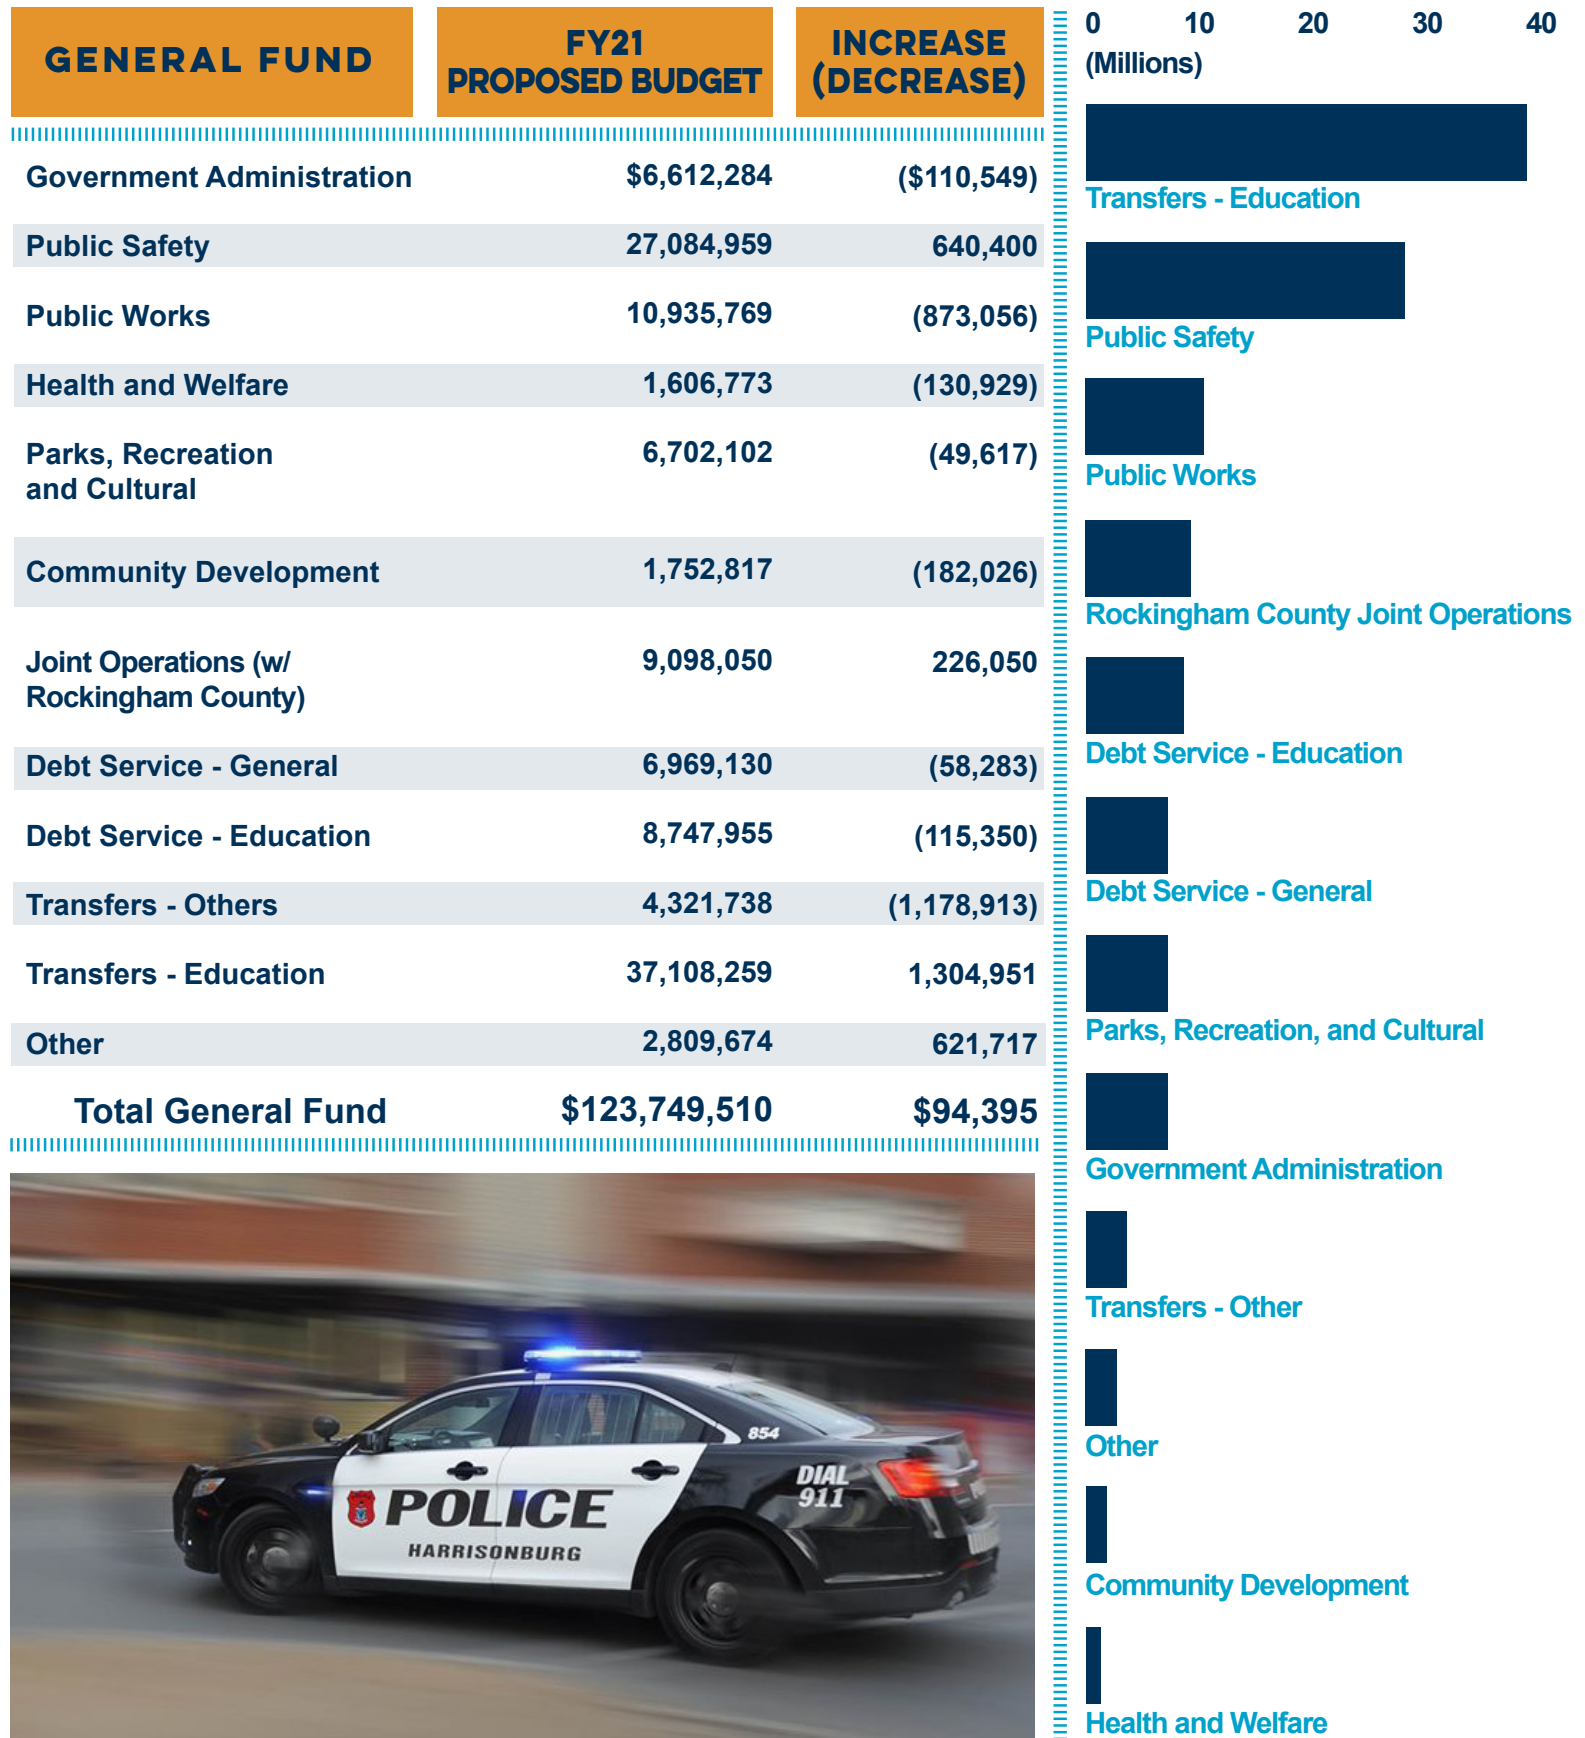 GENERAL FUND
FY21
PROPOSED BUDGET
INCREASE
(DECREASE)
Government Administration $6,612,284 ($110,549)
Public Safety 27,084,959 640,400
Public Works 10,935,769 (873,056)
Health and Welfare 1,606,773 (130,929)
Parks, Recreation 6,702,102 (49,617)
and Cultural
Community Development 1,752,817 (182,026)
Joint Operations (w/ 9,098,050 226,050
Rockingham County)
Debt Service - General 6,969,130 (58,283)
Debt Service - Education 8,747,955 (115,350)
Transfers - Others 4,321,738 (1,178,913)
Transfers - Education 37,108,259 1,304,951
Other 2,809,674 621,717
Total General Fund $123,749,510 $94,395
854
DIAL
911
POLICE
HARRISONBURG
0 10 20 30 40
(Millions)
Transfers - Education
Public Safety
Public Works
Rockingham County Joint Operations
Debt Service - Education
Debt Service - General
Parks, Recreation, and Cultural
Government Administration
Transfers - Other
Other
Community Development
Health and Welfare